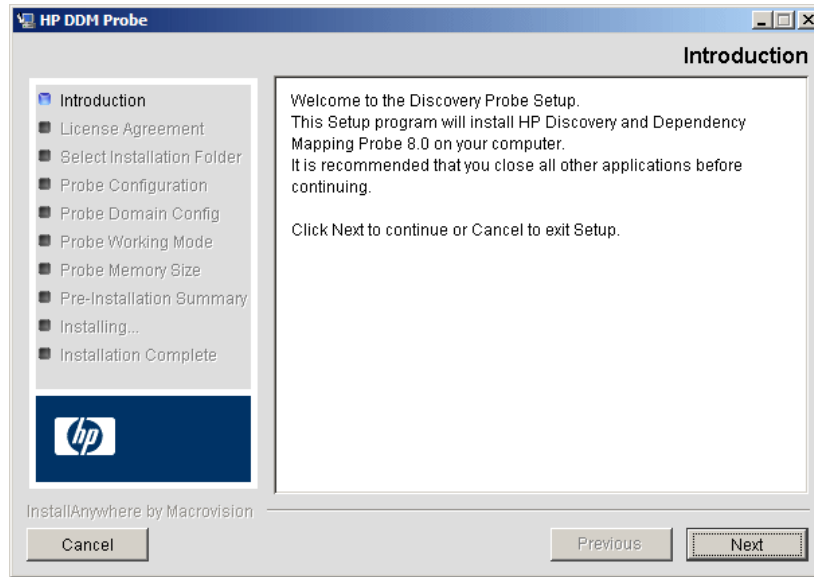 HP DDM Probe
Introduction
Introduction
License Agreement
Select Installation Folder
Probe Configuration
Probe Domain Config
Probe Working Mode
Probe Memory Size
Pre-Installation Summary
Installing...
Installation Complete
hp
Welcome to the Discovery Probe Setup.
This Setup program will install HP Discovery and Dependency
Mapping Probe 8.0 on your computer.
It is recommended that you close all other applications before
continuing.
Click Next to continue or Cancel to exit Setup.
InstallAnywhere by Macrovision
Cancel
Previous
Next